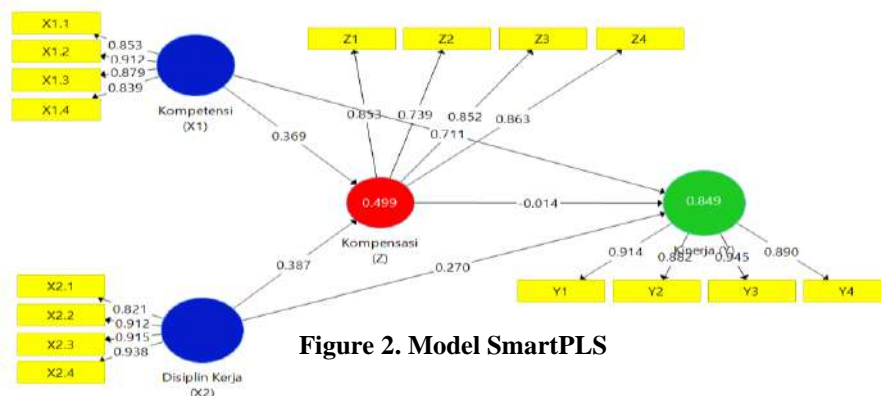 X1.1
X1.2
X1.3
X1.4
0.853
0.912
0.879
0.839
Kompetensi
(X1)
Z1
Z2
Z3
Z4
0.853
0.739
0.852
0.863
0.711
0.369
0.499
Kompensasi
(Z)
-0.014
0.849
Kinerja (Y)
0.387
0.270
0.914
0.882
0.945
0.890
Y1
Y2
Y3
Y4
X2.1
X2.2
X2.3
X2.4
0.821
0.912
0.915
0.938
Disiplin Kerja
(X2)
Figure 2. Model SmartPLS